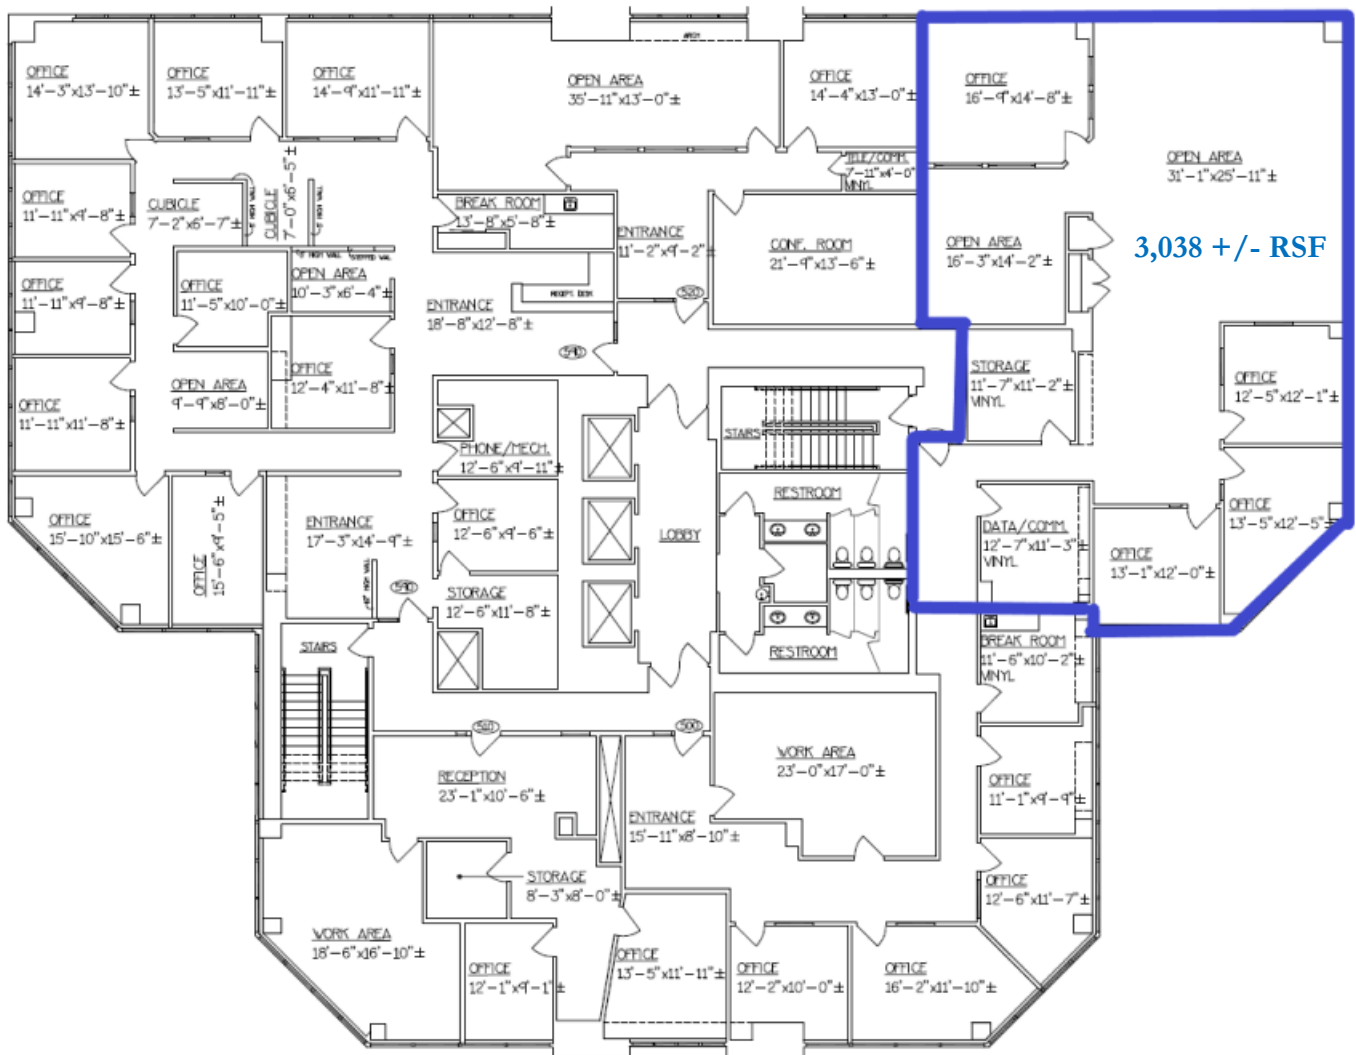 ARCH
OFFICE
14'-3"x13'-10"±
OFFICE
13'-5"x11'-11"±
OFFICE
14'-9"x11'-11"±
OPEN AREA
35'-11"x13'-0"±
OFFICE
14'-4"x13'-0"±
OFFICE
16'-9"x14'-8"±
OPEN AREA
31'-1"x25'-11"±
TELE/COMM.
7'-11"x4'-0"
VINYL
OFFICE
11'-11"x9'-8"±
CUBICLE
7'-2"x6'-7"±
CUBICLE
7'-0"x6'-5"±
BREAK ROOM
13'-8"x5'-8"±
ENTRANCE
11'-2"x9'-2"±
CONF. ROOM
21'-9"x13'-6"±
OPEN AREA
16'-3"x14'-2"±
3,038 +/- RSF
OFFICE
11'-11"x9'-8"±
OFFICE
11'-5"x10'-0"±
OPEN AREA
10'-3"x6'-4"±
ENTRANCE
18'-8"x12'-8"±
RECEPT. DESK
520
590
OFFICE
12'-4"x11'-8"±
OPEN AREA
9'-9"x8'-0"±
OFFICE
11'-11"x11'-8"±
STORAGE
11'-7"x11'-2"±
VINYL
OFFICE
12'-5"x12'-1"±
STAIRS
PHONE/MECH.
12'-6"x9'-11"±
RESTROOM
OFFICE
15'-10"x15'-6"±
OFFICE
15'-6"x9'-5"±
ENTRANCE
17'-3"x14'-9"±
OFFICE
12'-6"x9'-6"±
LOBBY
DATA/COMM.
12'-7"x11'-3"±
VINYL
OFFICE
13'-1"x12'-0"±
OFFICE
13'-5"x12'-5"±
STORAGE
12'-6"x11'-8"±
STAIRS
RESTROOM
BREAK ROOM
11'-6"x10'-2"±
VINYL
510
500
RECEPTION
23'-1"x10'-6"±
WORK AREA
23'-0"x17'-0"±
OFFICE
11'-1"x9'-9"±
ENTRANCE
15'-11"x8'-10"±
STORAGE
8'-3"x8'-0"±
OFFICE
12'-6"x11'-7"±
WORK AREA
18'-6"x16'-10"±
OFFICE
12'-1"x9'-1"±
OFFICE
13'-5"x11'-11"±
OFFICE
12'-2"x10'-0"±
OFFICE
16'-2"x11'-10"±